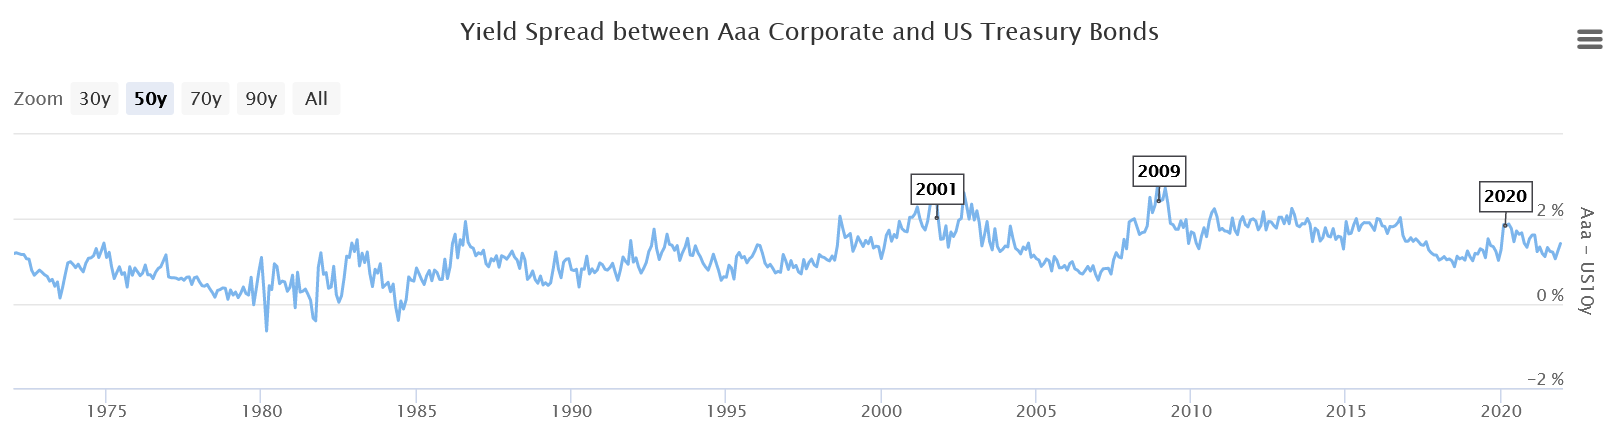 Yield Spread between Aaa Corporate and US Treasury Bonds
Zoom 30y 50y 70y 90y All
2001
2009
2020
2 %
0 %
-2 %
Aaa - US10y
1975 1980 1985 1990 1995 2000 2005 2010 2015 2020